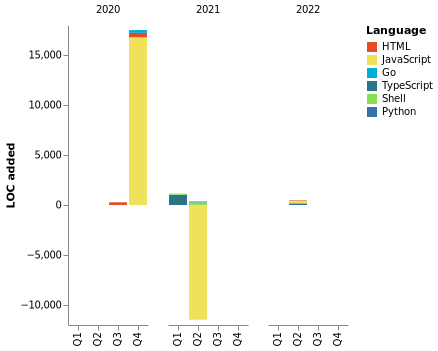 2020 2021 2022
Language
HTML
JavaScript
Go
TypeScript
Shell
Python
LOC added
15,000
10,000
5,000
0
−5,000
−10,000
Q1 Q2 Q3 Q4 Q1 Q2 Q3 Q4 Q1 Q2 Q3 Q4